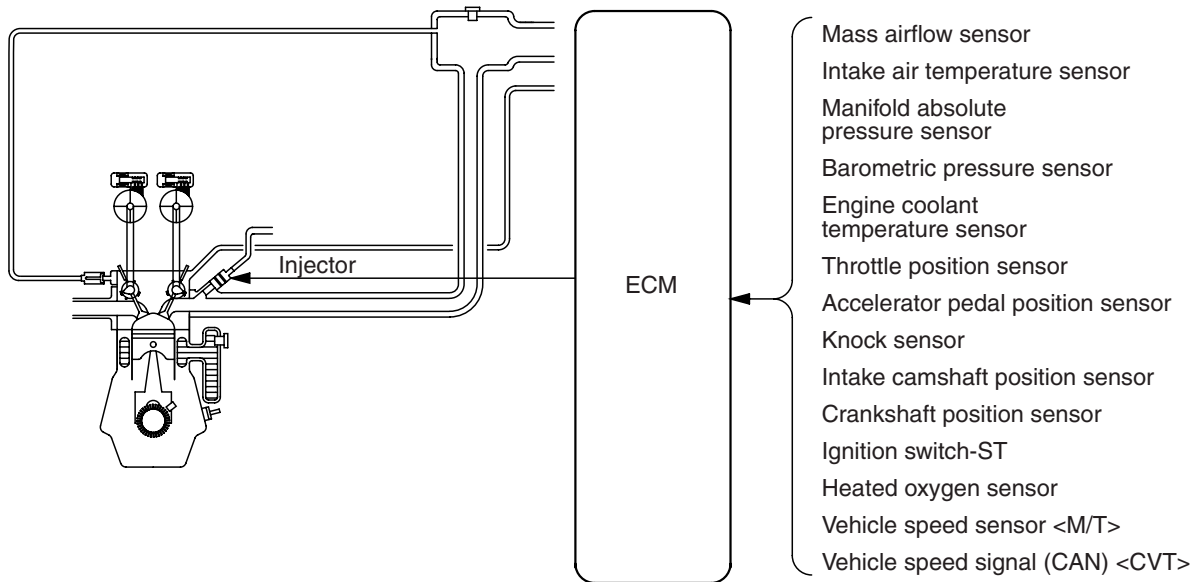 Injector
ECM
Mass airflow sensor
Intake air temperature sensor
Manifold absolute
pressure sensor
Barometric pressure sensor
Engine coolant
temperature sensor
Throttle position sensor
Accelerator pedal position sensor
Knock sensor
Intake camshaft position sensor
Crankshaft position sensor
Ignition switch-ST
Heated oxygen sensor
Vehicle speed sensor <M/T>
Vehicle speed signal (CAN) <CVT>